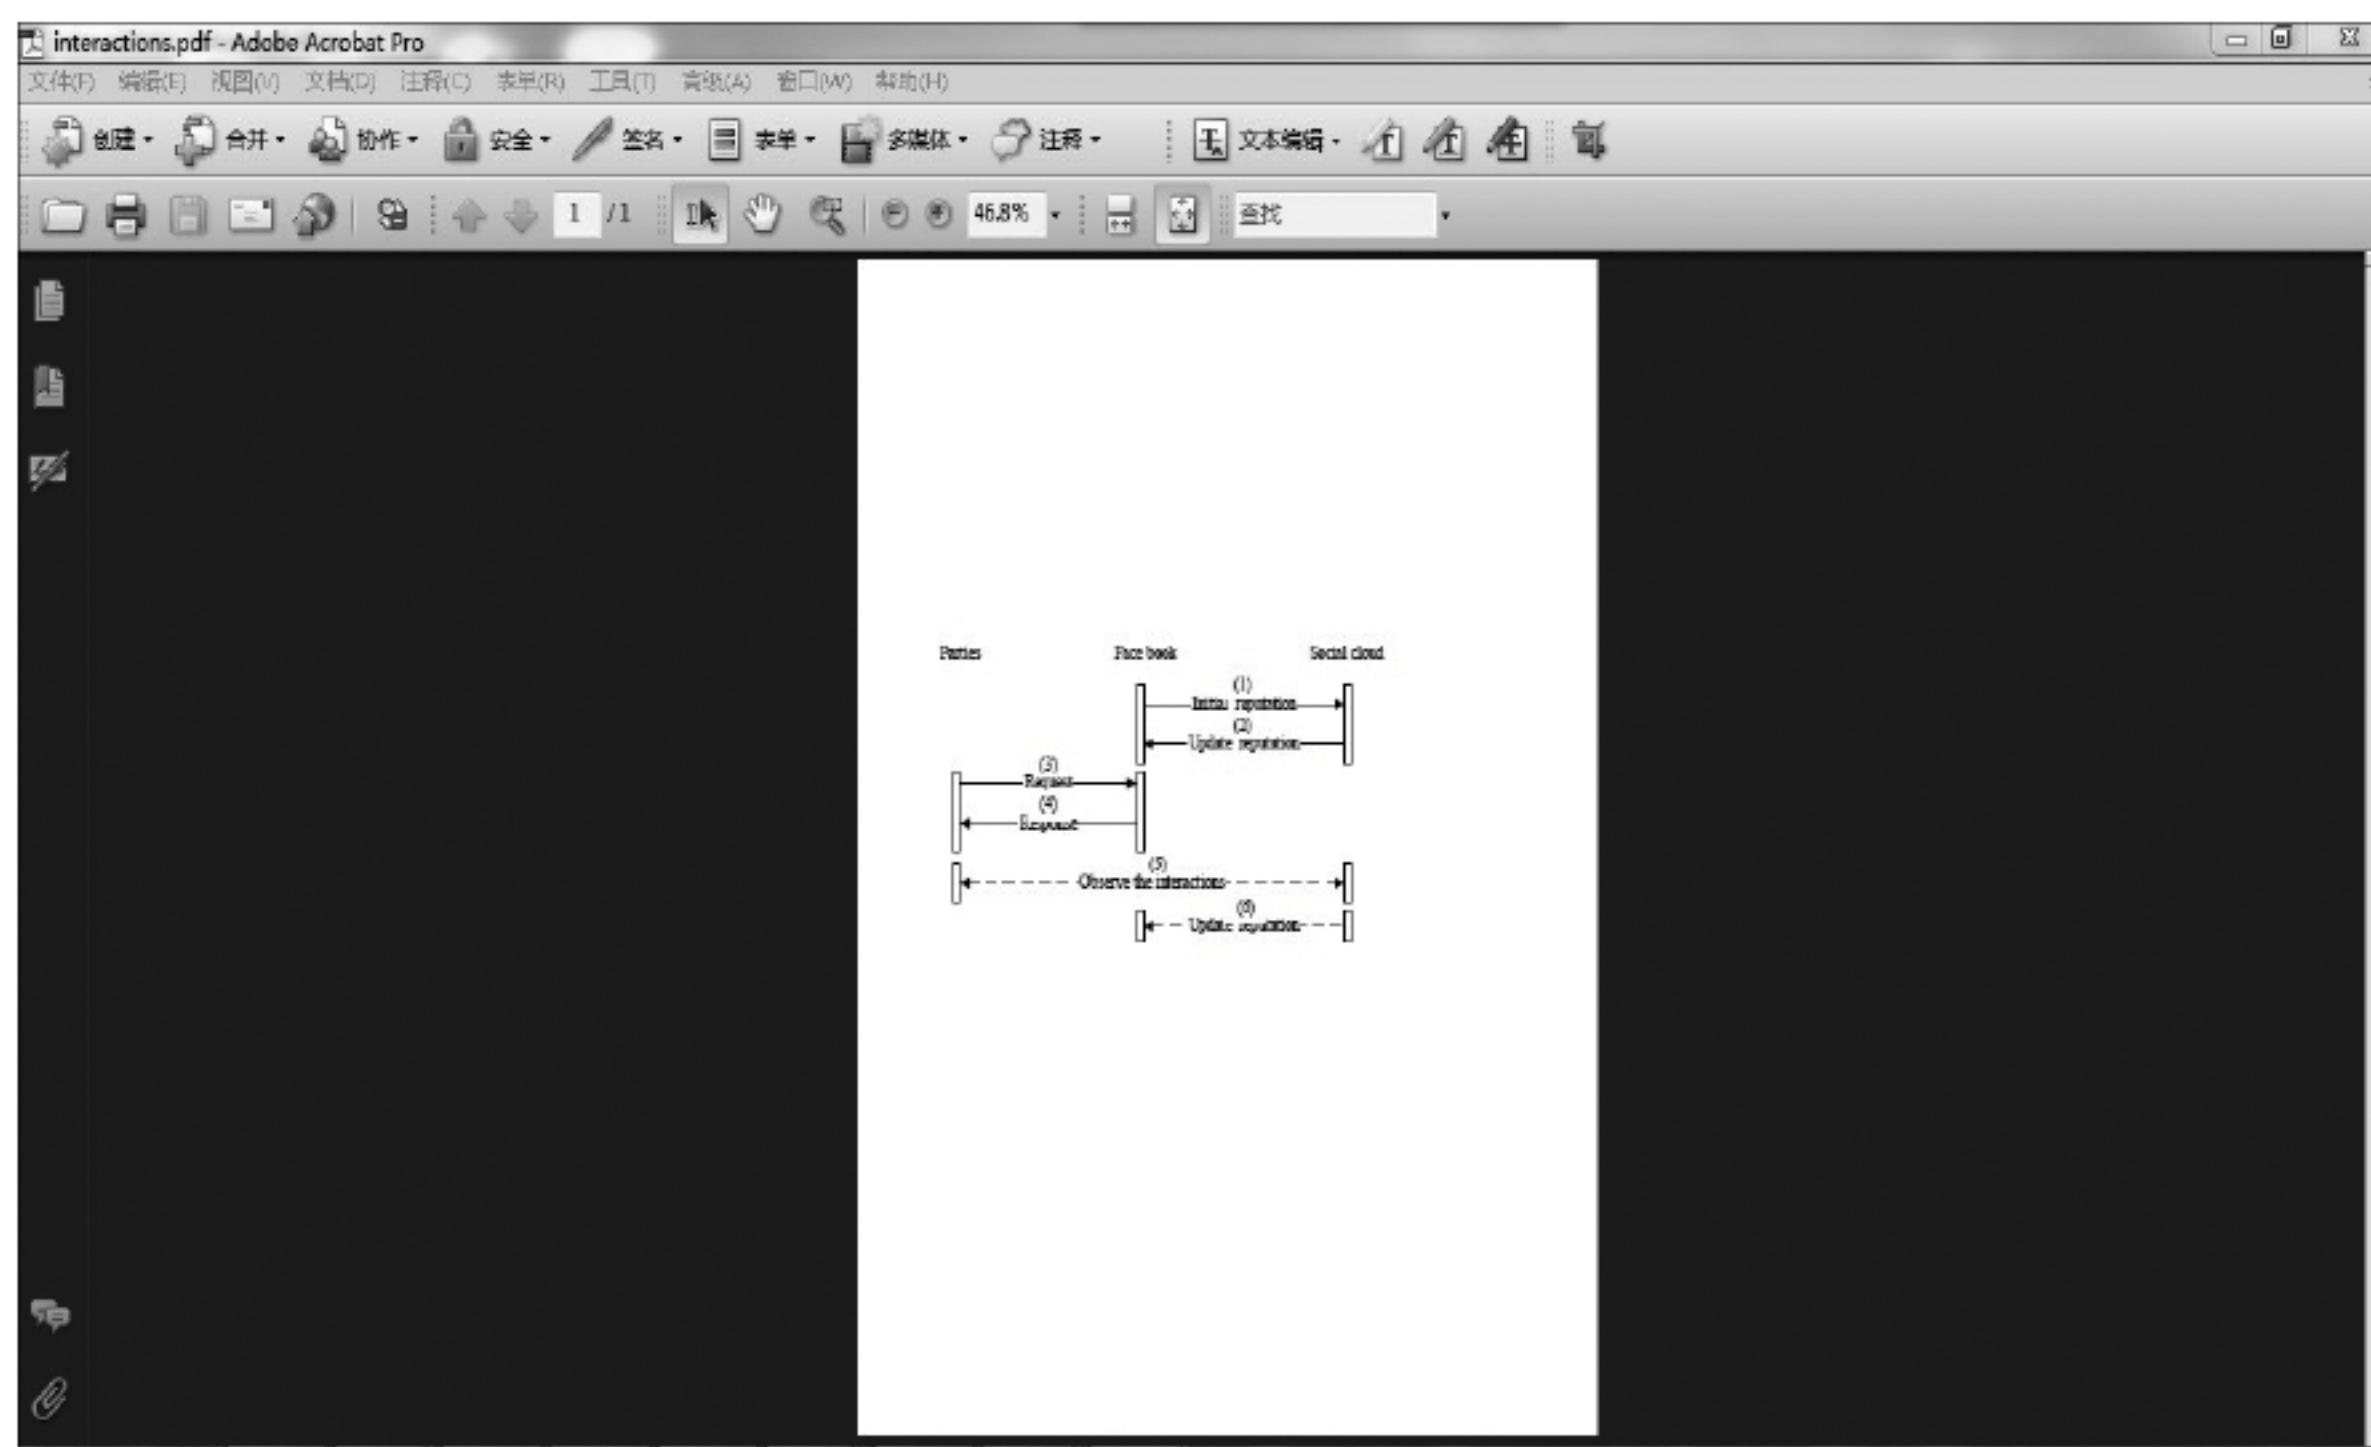 interactions.pdf - Adobe Acrobat Pro
文件(F) 编辑(E) 视图(V) 文档(D) 注释(C) 表单(R) 工具(T) 高级(A) 窗口(W) 帮助(H)
创建 合并 协作 安全 签名 表单 多媒体 注释 文本编辑
1 /1 46.8% 查找
Parties Face book Social cloud
(1)
Initial reputation
(2)
Update reputation
(3)
Request
(4)
Response
(5)
Observe the interactions
(6)
Update reputation